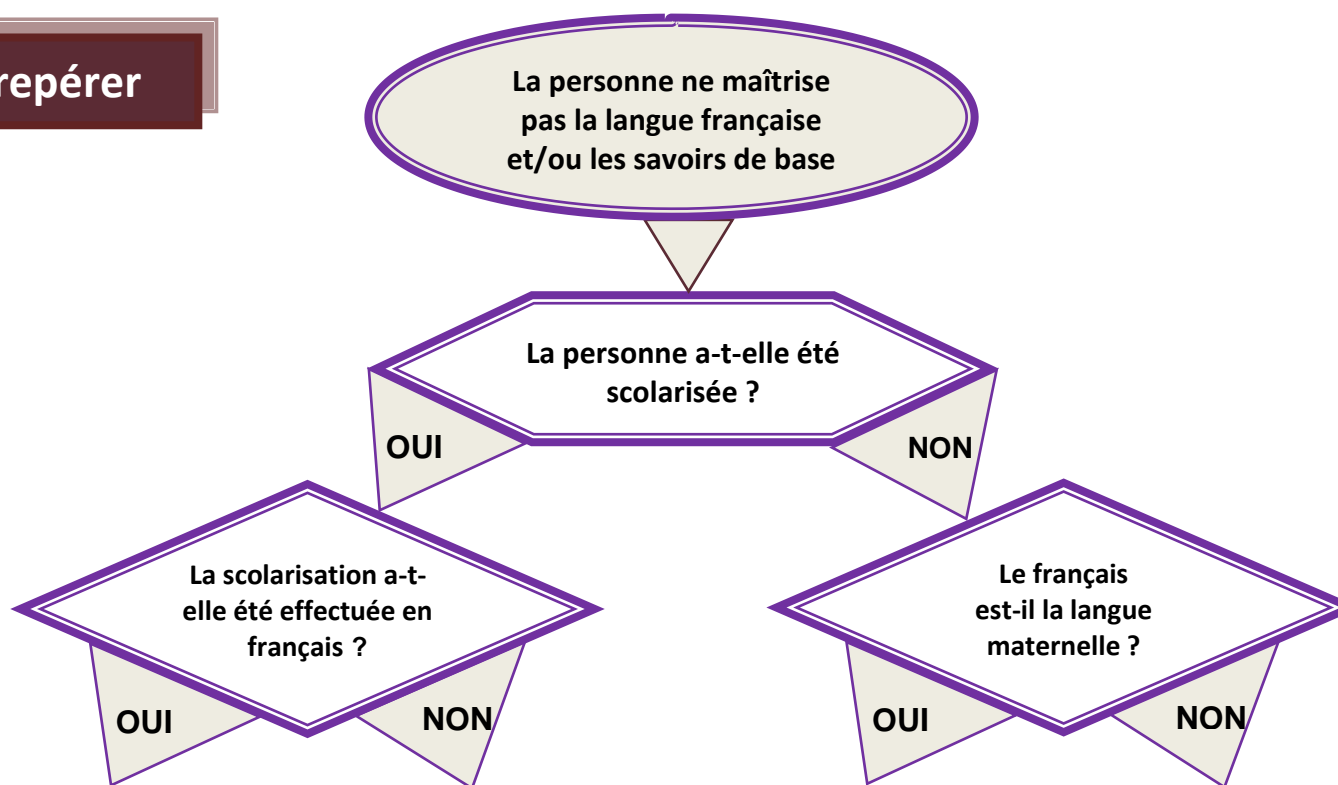 repérer
La personne ne maîtrise
pas la langue française
et/ou les savoirs de base
La personne a-t-elle été
scolarisée ?
OUI
NON
La scolarisation a-t-
elle été effectuée en
français ?
Le français
est-il la langue
maternelle ?
OUI
NON
OUI
NON